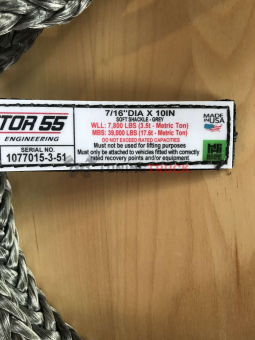 TOR 55
ENGINEERING
SERIAL NO.
1077015-3-51
7/16"DIA X 10IN
SOFT SHACKLE - GREY
WLL: 7,800 LBS (3.5t - Metric Ton)
MBS: 39,000 LBS (17.6t - Metric Ton)
DO NOT EXCEED RATED CAPACITIES
Must not be used for lifting purposes
Must only be attached to vehicles fitted with correctly
rated recovery points and/or equipment
MADE IN
USA